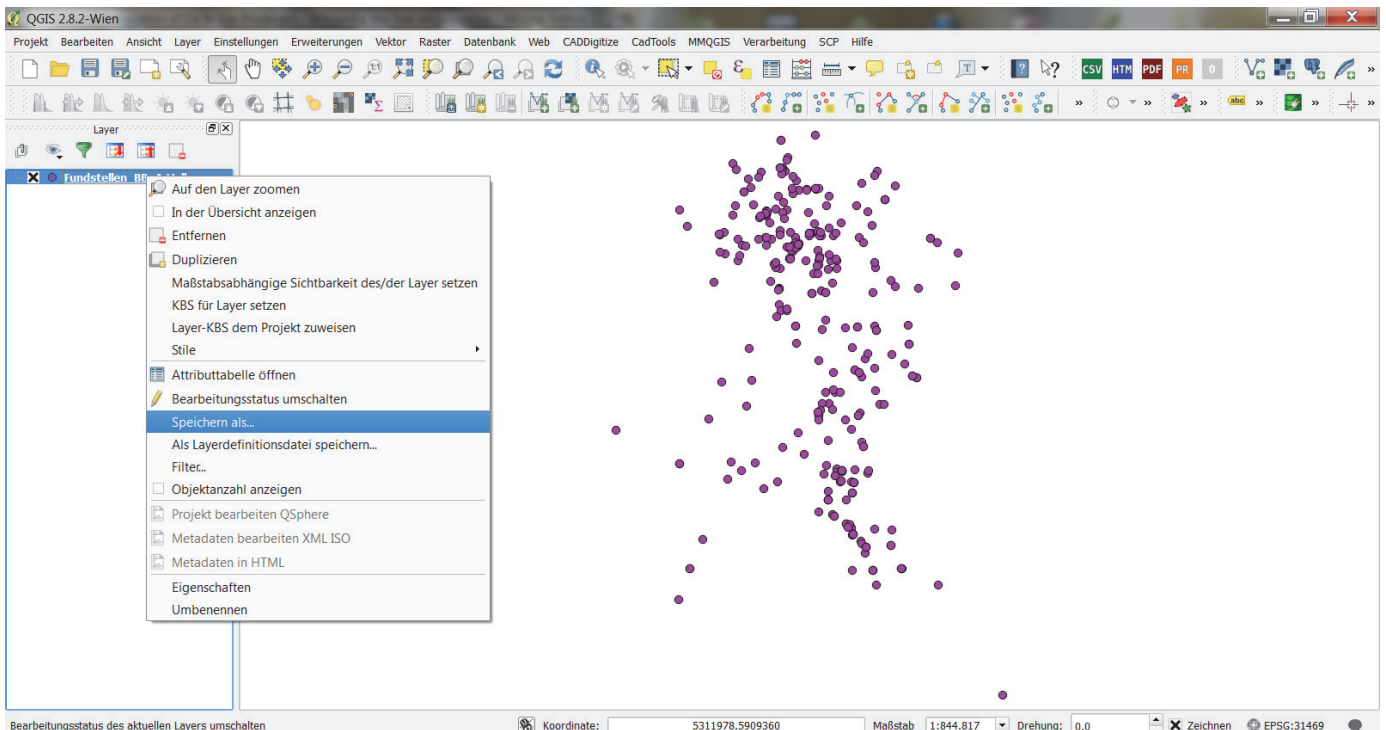 QGIS 2.8.2-Wien
Projekt Bearbeiten Ansicht Layer Einstellungen Erweiterungen Vektor Raster Datenbank Web CADDigitize CadTools MMQGIS Verarbeitung SCP Hilfe
CSV HTM PDF PR 0
abc
Layer
Fundstellen
Auf den Layer zoomen
In der Übersicht anzeigen
Entfernen
Duplizieren
Maßstabsabhängige Sichtbarkeit des/der Layer setzen
KBS für Layer setzen
Layer-KBS dem Projekt zuweisen
Stile
Attributtabelle öffnen
Bearbeitungsstatus umschalten
Speichern als...
Als Layerdefinitionsdatei speichern...
Filter...
Objektanzahl anzeigen
Projekt bearbeiten QSphere
Metadaten bearbeiten XML ISO
Metadaten in HTML
Eigenschaften
Umbenennen
Bearbeitungsstatus des aktuellen Layers umschalten Koordinate: 5311978,5909360 Maßstab 1:844.817 Drehung: 0,0 Zeichnen EPSG:31469